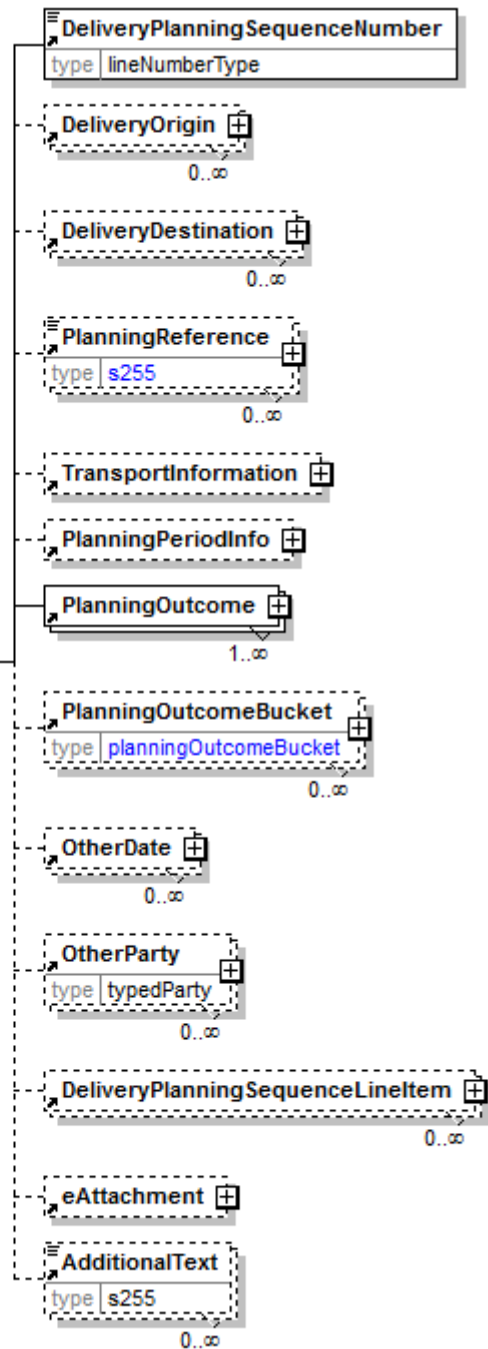 DeliveryPlanningSequenceNumber
type lineNumberType
DeliveryOrigin
0..∞
DeliveryDestination
0..∞
PlanningReference
type s255
0..∞
TransportInformation
PlanningPeriodInfo
PlanningOutcome
1..∞
PlanningOutcomeBucket
type planningOutcomeBucket
0..∞
OtherDate
0..∞
OtherParty
type typedParty
0..∞
DeliveryPlanningSequenceLineItem
0..∞
eAttachment
AdditionalText
type s255
0..∞